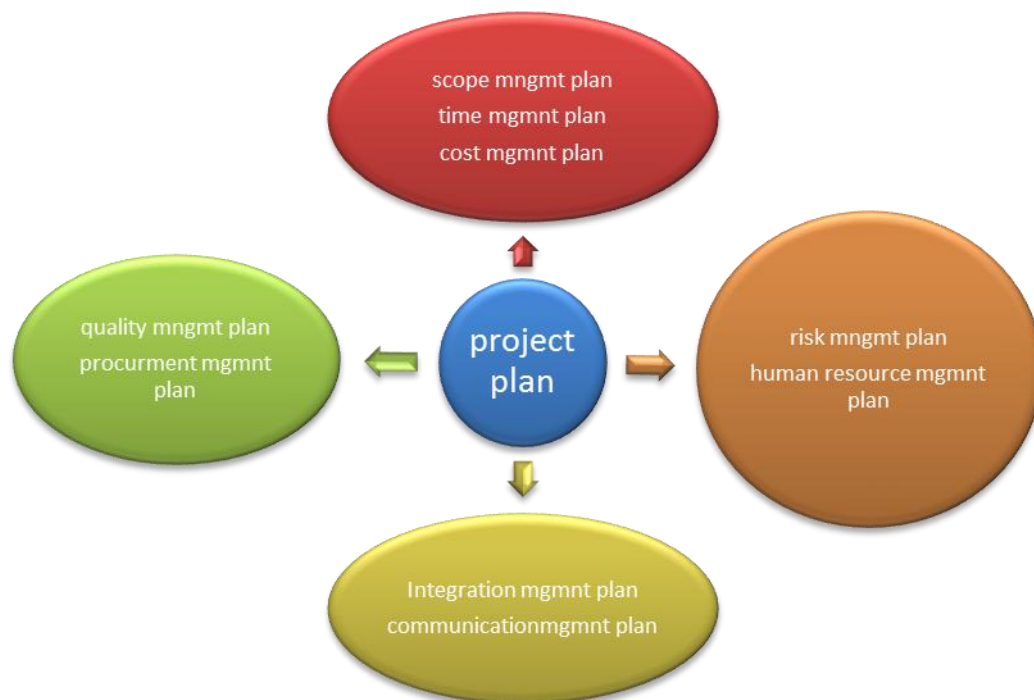 scope mngmt plan
time mgmnt plan
cost mgmnt plan
quality mngmt plan
procurment mgmnt
plan
project
plan
risk mngmt plan
human resource mgmnt
plan
Integration mgmnt plan
communicationmgmnt plan